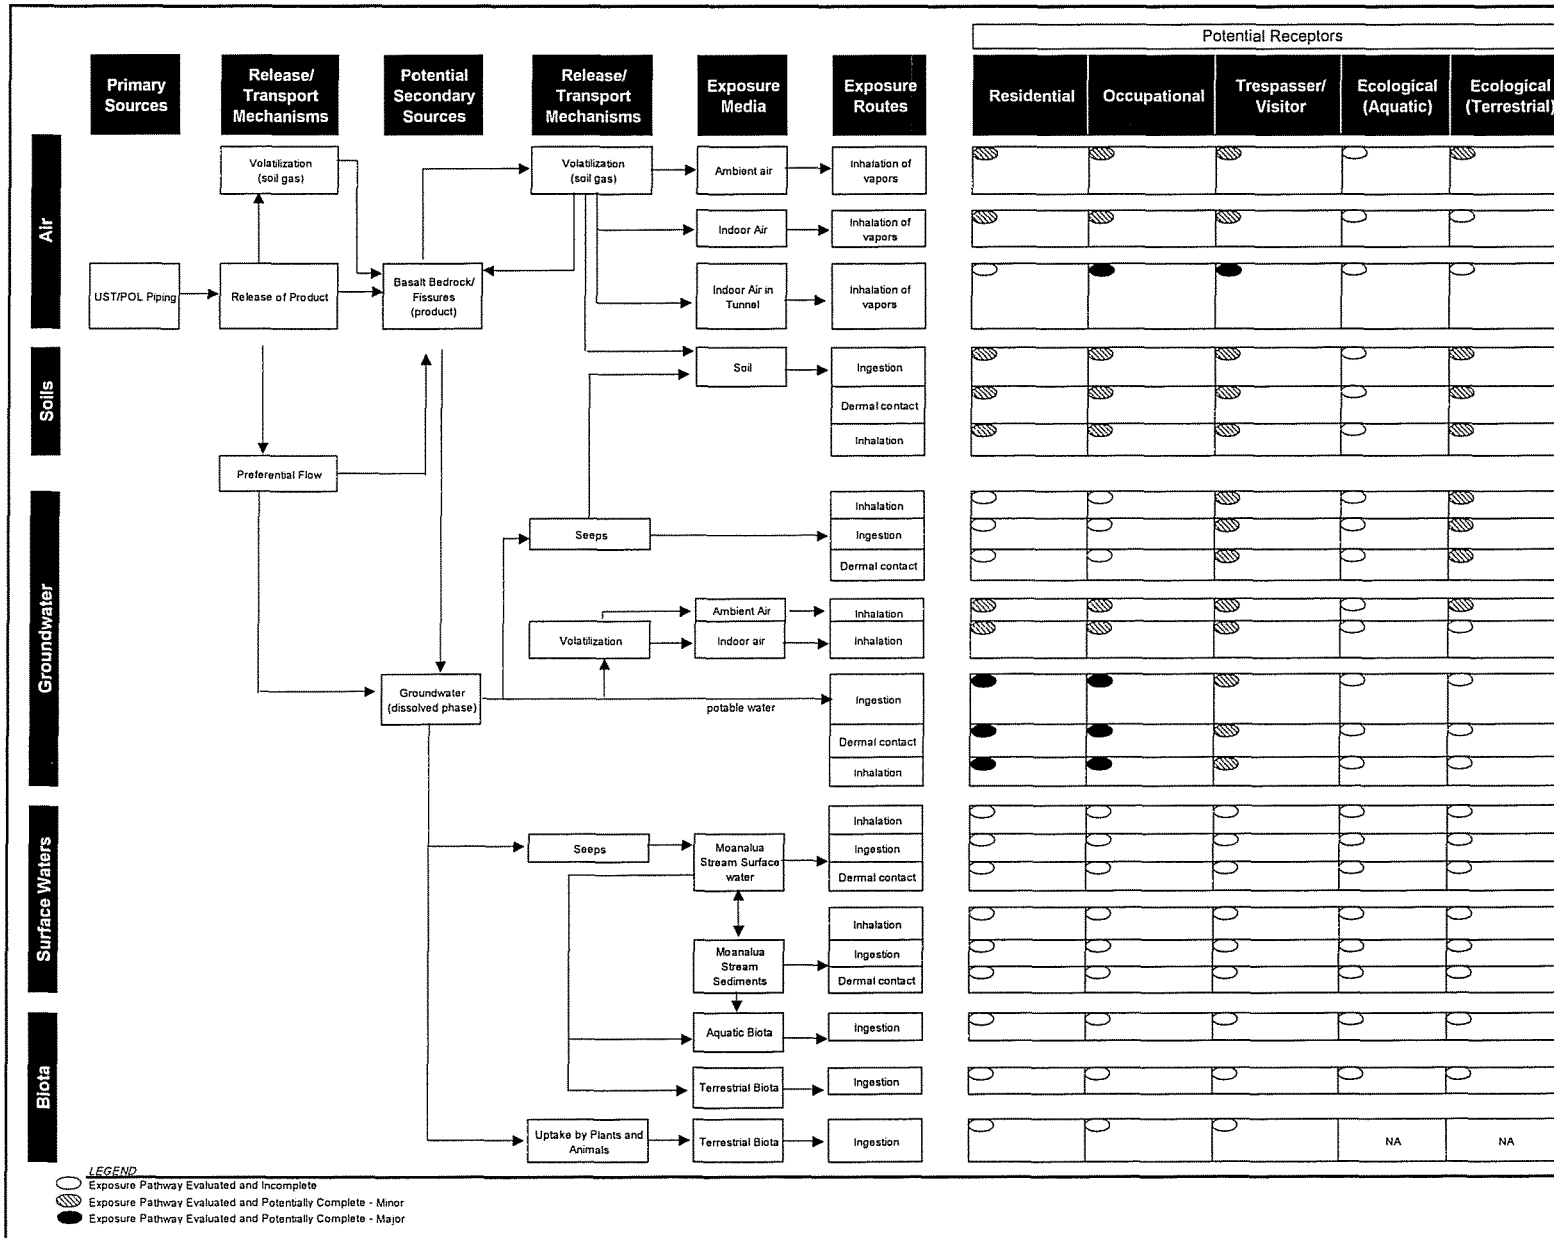 Potential Receptors
Primary
Sources
Release/
Transport
Mechanisms
Potential
Secondary
Sources
Release/
Transport
Mechanisms
Exposure
Media
Exposure
Routes
Residential
Occupational
Trespasser/
Visitor
Ecological
(Aquatic)
Ecological
(Terrestrial)
Air
Volatilization
(soil gas)
Volatilization
(soil gas)
Ambient air
Inhalation of
vapors
Indoor Air
Inhalation of
vapors
UST/POL Piping
Release of Product
Basalt Bedrock/
Fissures
(product)
Indoor Air in
Tunnel
Inhalation of
vapors
Soils
Soil
Ingestion
Dermal contact
Inhalation
Preferential Flow
Groundwater
Seeps
Inhalation
Ingestion
Dermal contact
Ambient Air
Inhalation
Volatilization
Indoor air
Inhalation
Groundwater
(dissolved phase)
potable water
Ingestion
Dermal contact
Inhalation
Surface Waters
Seeps
Moanalua
Stream Surface
water
Inhalation
Ingestion
Dermal contact
Moanalua
Stream
Sediments
Inhalation
Ingestion
Dermal contact
Biota
Aquatic Biota
Ingestion
Terrestrial Biota
Ingestion
Uptake by Plants and
Animals
Terrestrial Biota
Ingestion
NA
NA
LEGEND
Exposure Pathway Evaluated and Incomplete
Exposure Pathway Evaluated and Potentially Complete - Minor
Exposure Pathway Evaluated and Potentially Complete - Major